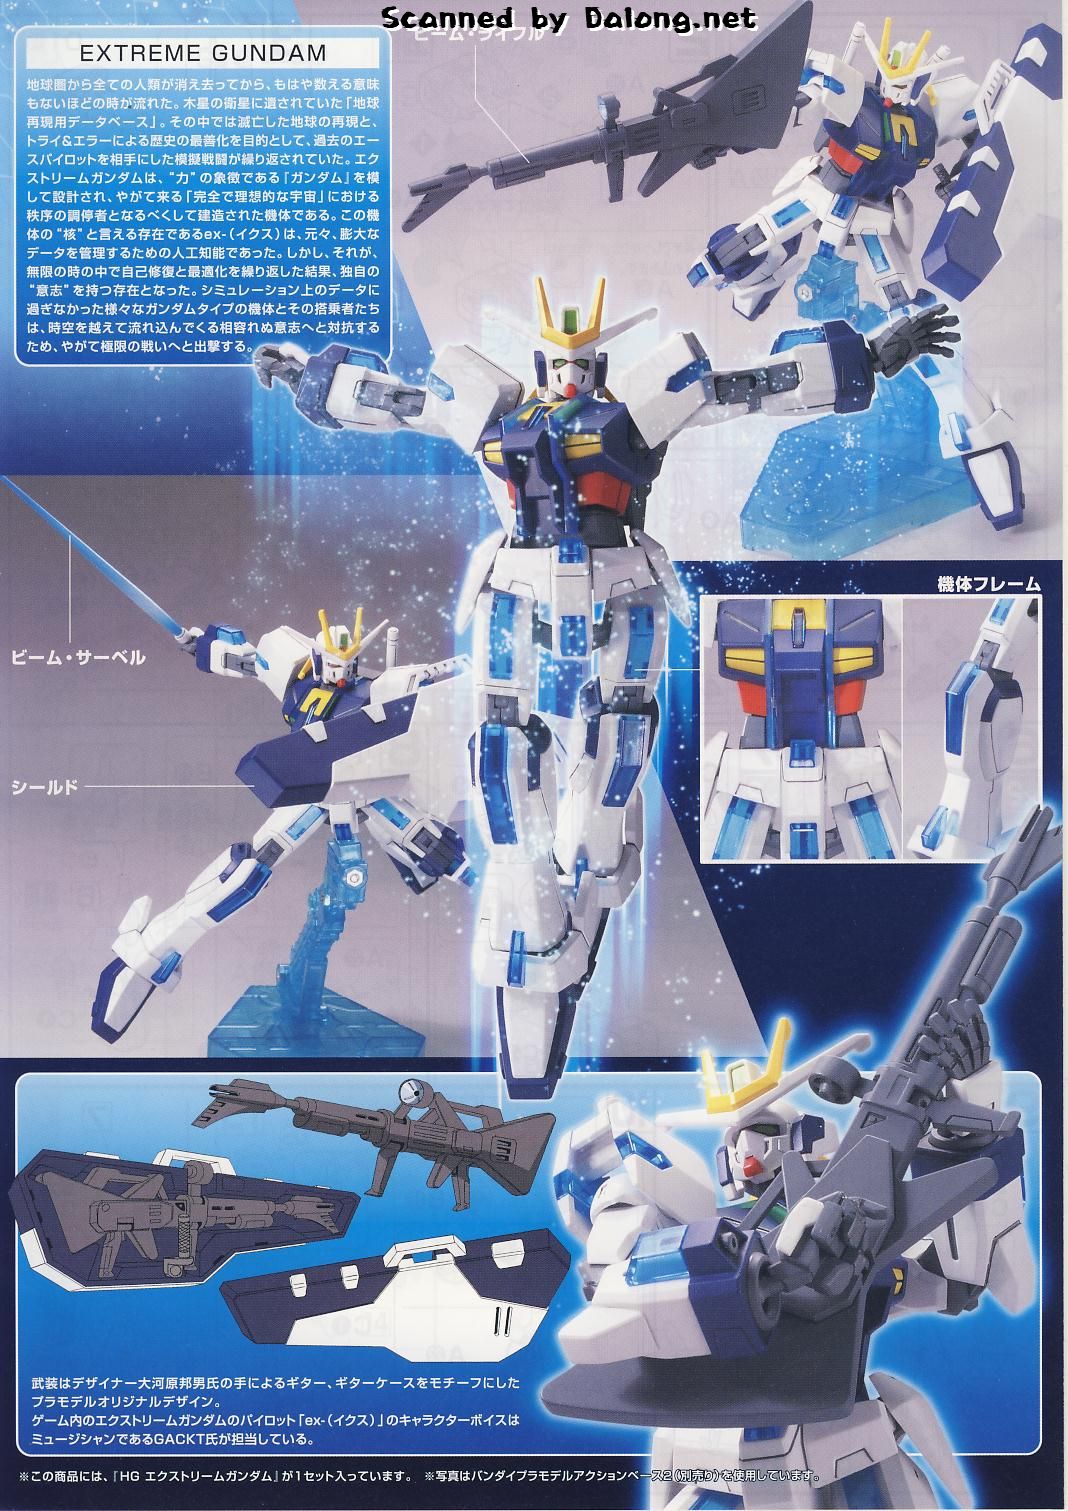 Scanned by Dalong.net
EXTREME GUNDAM
地球圏から全ての人類が消え去ってから、もはや数える意味
もないほどの時が流れた。木星の衛星に遺されていた「地球
再現用データベース」。その中では滅亡した地球の再現と、
トライ&エラーによる歴史の最善化を目的として、過去のエー
スパイロットを相手にした模擬戦闘が繰り返されていた。エク
ストリームガンダムは、“力”の象徴である『ガンダム』を模
して設計され、やがて来る「完全で理想的な宇宙」における
秩序の調停者となるべくして建造された機体である。この機
体の“核”と言える存在であるex-(イクス)は、元々、膨大な
データを管理するための人工知能であった。しかし、それが、
無限の時の中で自己修復と最適化を繰り返した結果、独自の
“意志”を持つ存在となった。シミュレーション上のデータに
過ぎなかった様々なガンダムタイプの機体とその搭乗者たち
は、時空を越えて流れ込んでくる相容れぬ意志へと対抗する
ため、やがて極限の戦いへと出撃する。
ビーム・ライフル
機体フレーム
ビーム・サーベル
シールド
武装はデザイナー大河原邦男氏の手によるギター、ギターケースをモチーフにした
プラモデルオリジナルデザイン。
ゲーム内のエクストリームガンダムのパイロット「ex-(イクス)」のキャラクターボイスは
ミュージシャンであるGACKT氏が担当している。
※この商品には、『HG エクストリームガンダム』が1セット入っています。 ※写真はバンダイプラモデルアクションベース2(別売り)を使用しています。